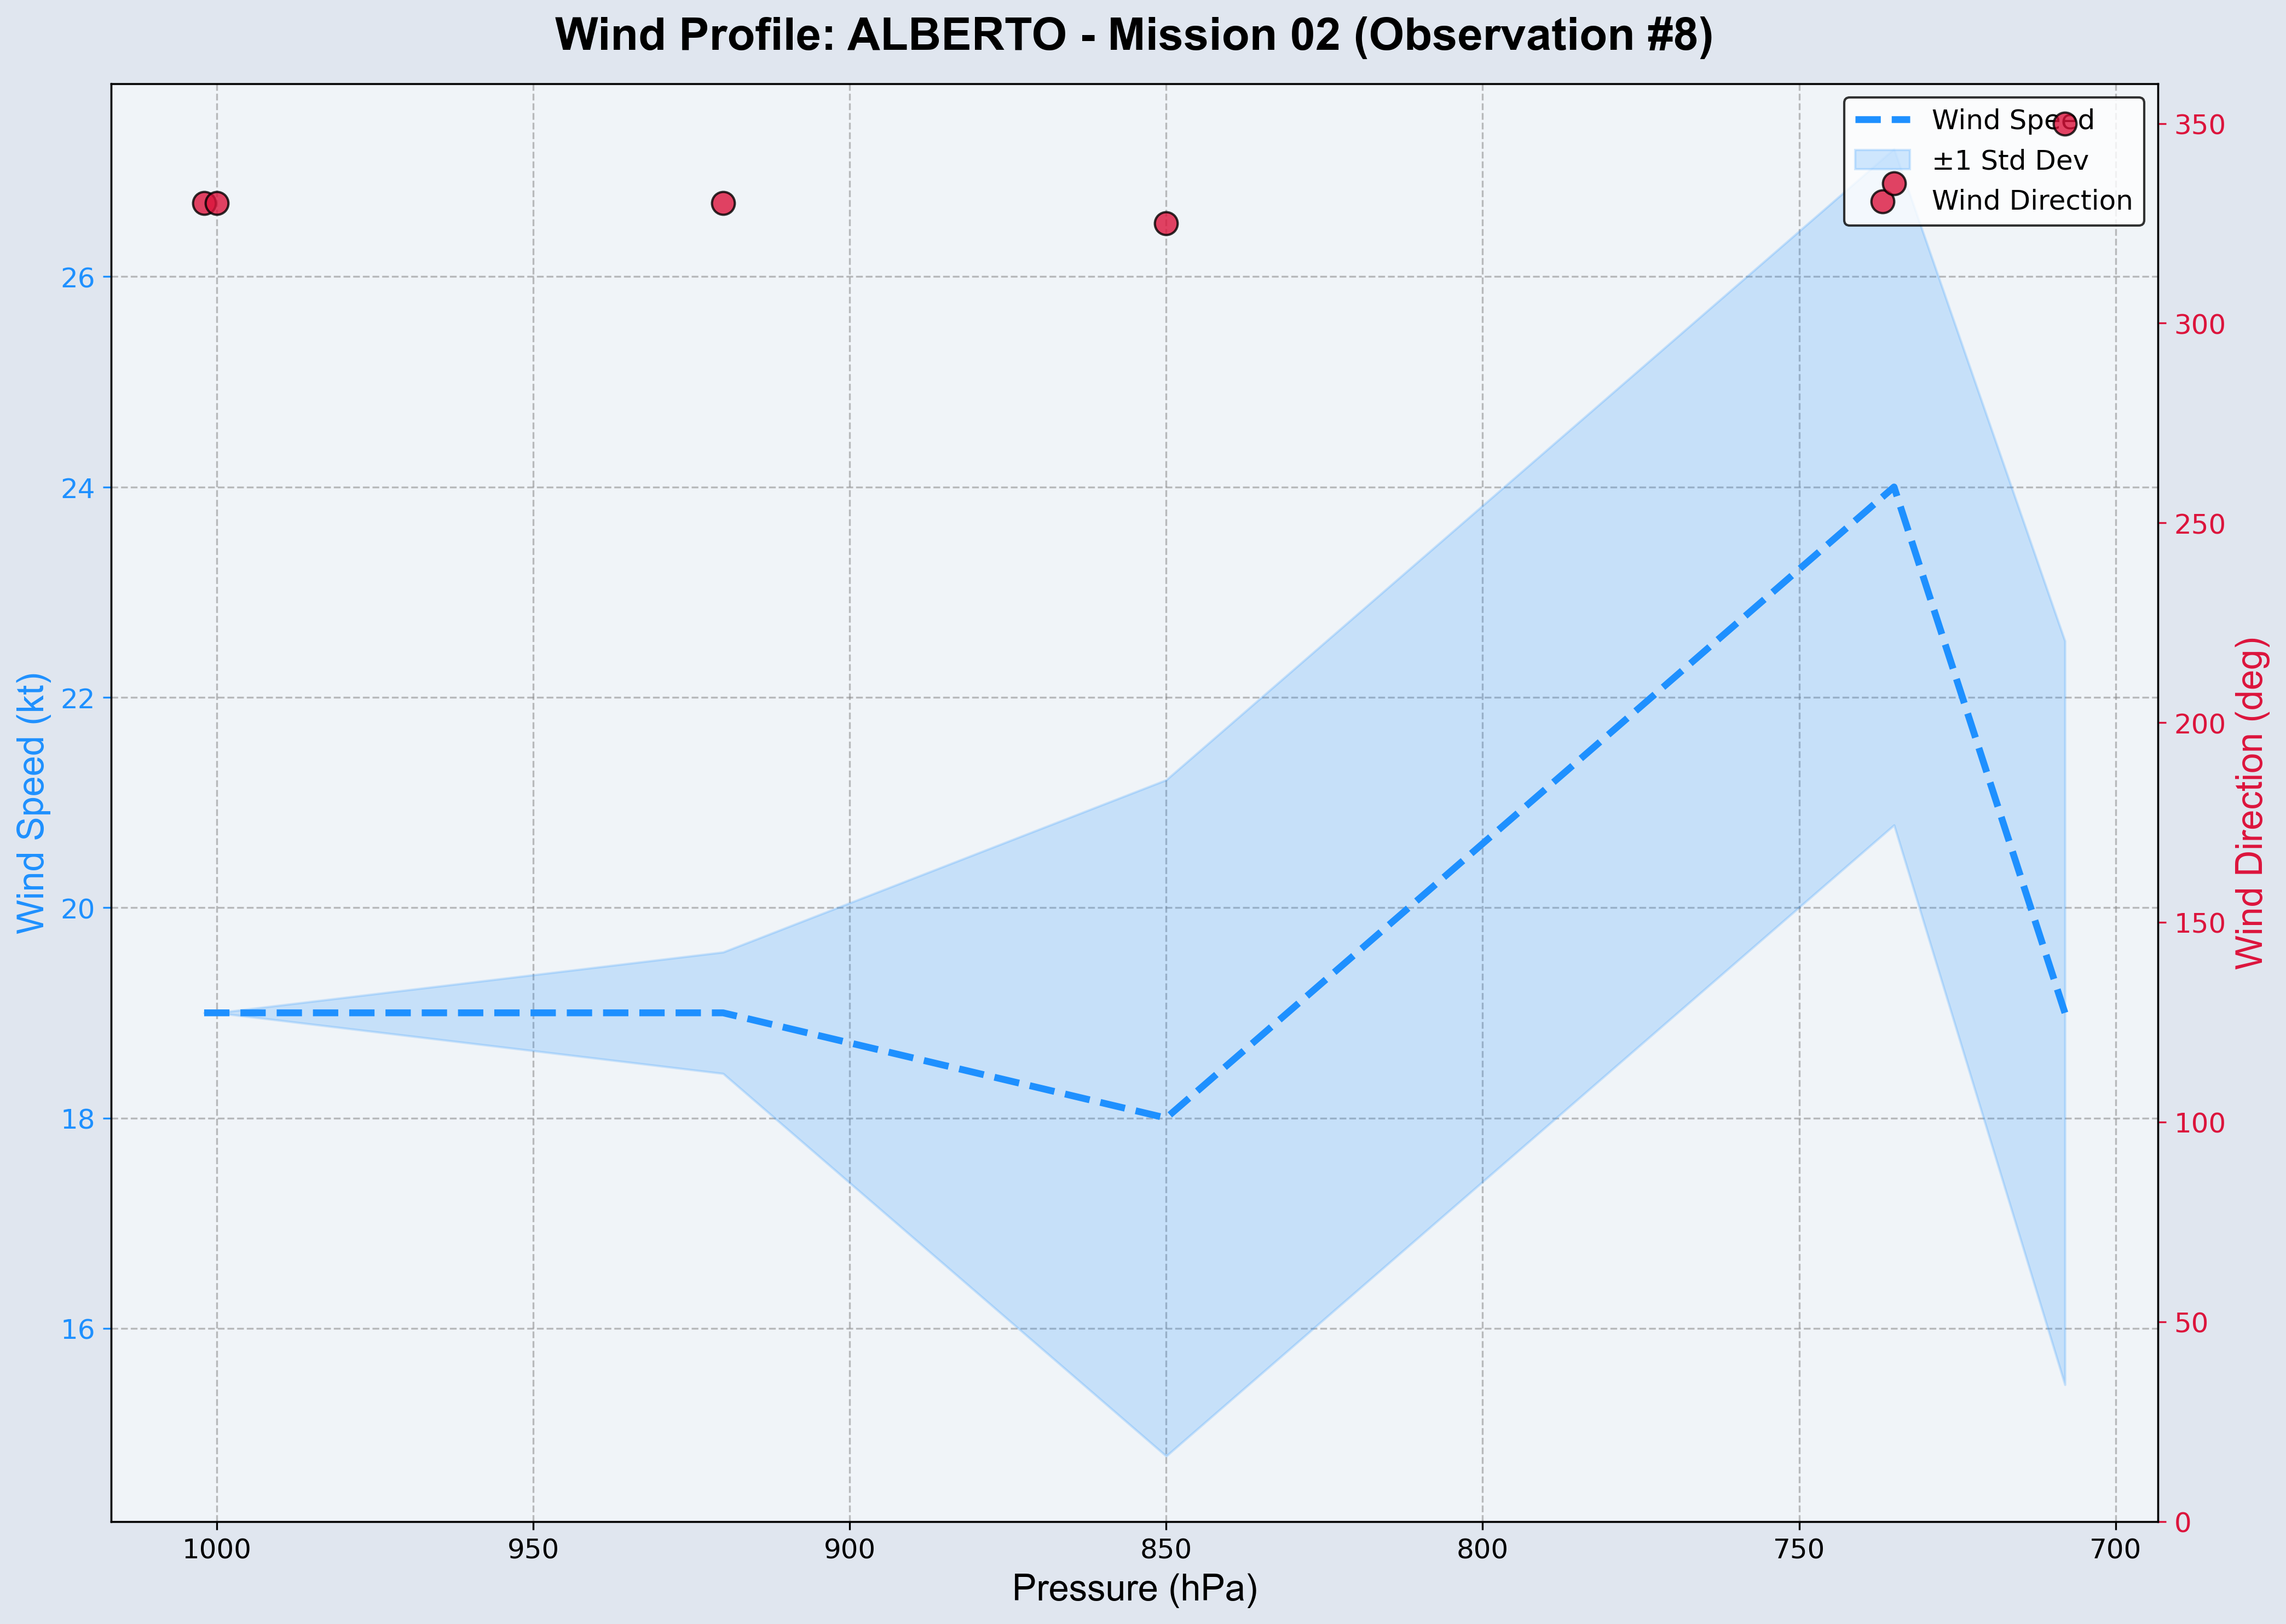 Wind Profile: ALBERTO - Mission 02 (Observation #8)
Wind Speed
±1 Std Dev
Wind Direction
Wind Speed (kt)
26
24
22
20
18
16
350
300
250
200
150
100
50
0
Wind Direction (deg)
1000 950 900 850 800 750 700
Pressure (hPa)